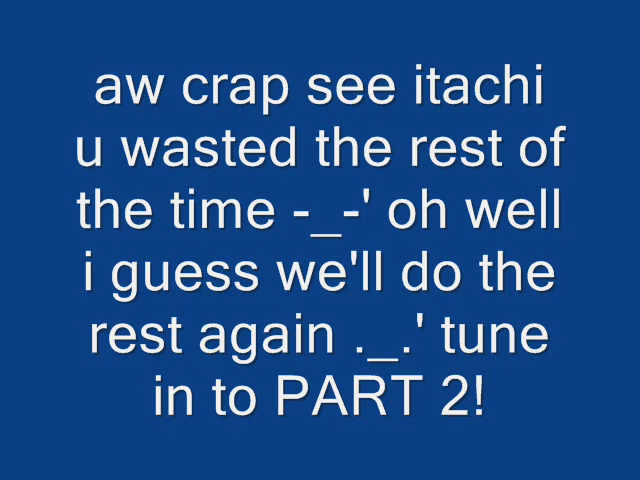 aw crap see itachi
u wasted the rest of
the time -_-' oh well
i guess we'll do the
rest again ._.' tune
in to PART 2!